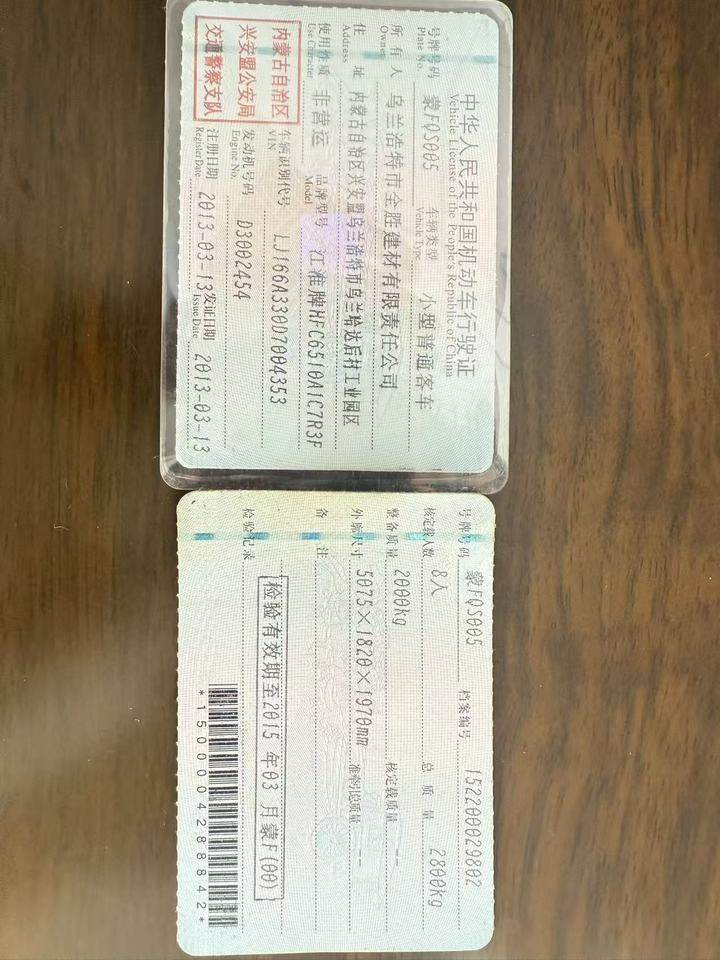 中华人民共和国机动车行驶证
Vehicle License of the People's Republic of China
号牌号码 蒙FQS005 车辆类型 小型普通客车
Plate No. Vehicle Type
所有人 乌兰浩特市全胜建材有限责任公司
Owner
住址 内蒙古自治区兴安盟乌兰浩特市乌兰哈达后村工业园区
Address
使用性质 非营运 品牌型号 江淮牌HFC6510A1C7R3F
Use Character Model
内蒙古自治区
兴安盟公安局
交通警察支队
车辆识别代号 LJ166A330D7004353
VIN
发动机号码 D3002454
Engine No.
注册日期 2013-03-13 发证日期 2013-03-13
Register Date Issue Date
号牌号码 蒙FQS005 档案编号 152200029802
核定载人数 8人 总质量 2800kg
整备质量 2000kg 核定载质量 --
外廓尺寸 5075×1820×1970mm 准牵引总质量 --
备注
检验记录
检验有效期至2015 年03 月蒙F(00)
*1500004288842*